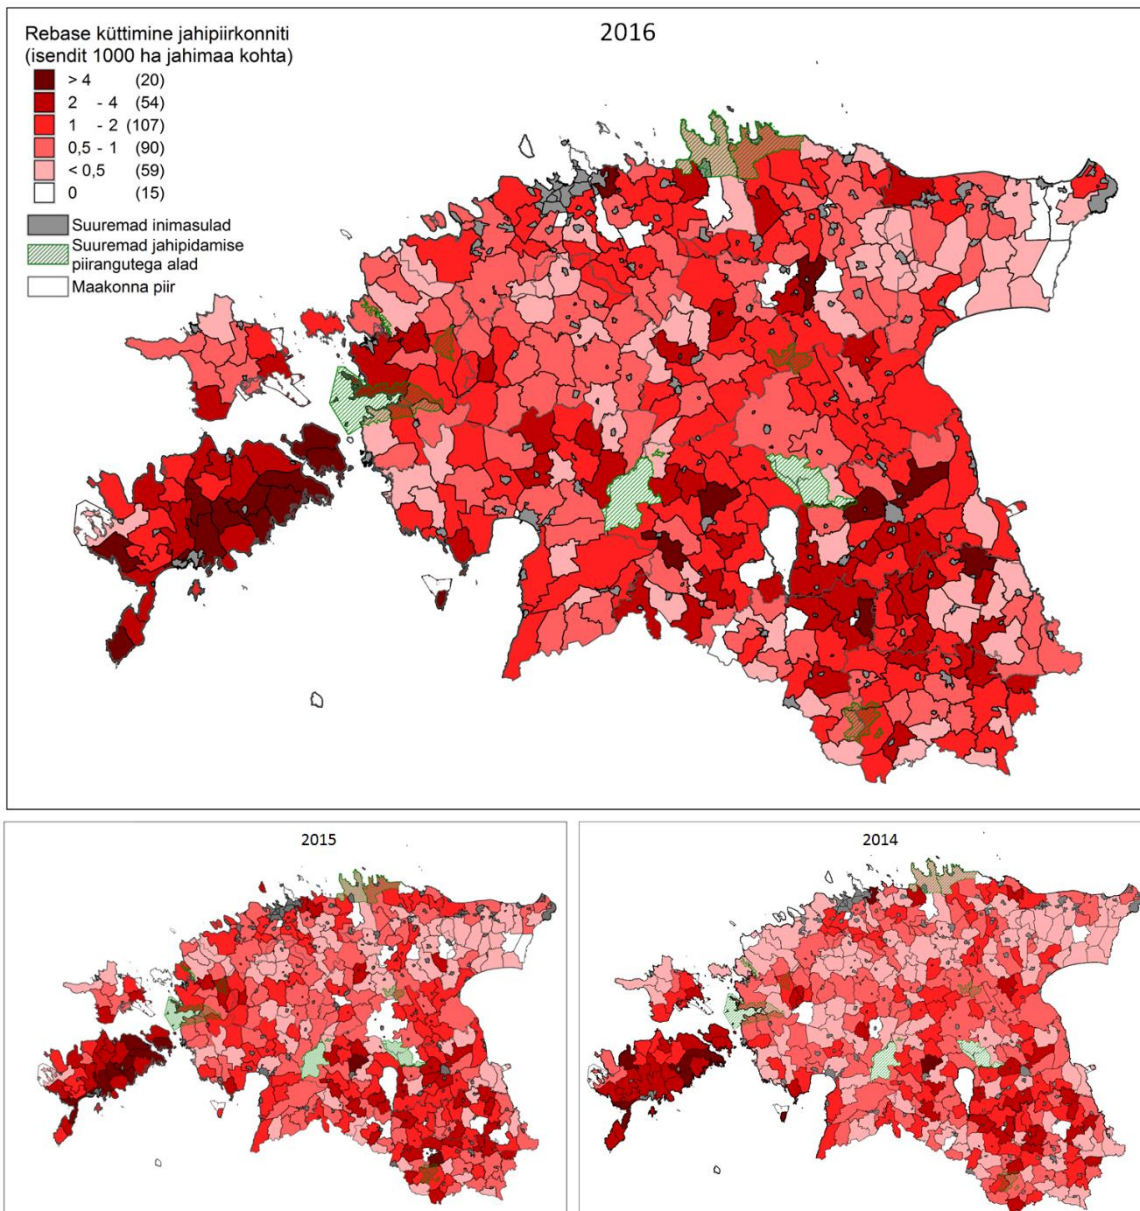 Rebase küttimine jahipiirkonniti
(isendit 1000 ha jahimaa kohta)
> 4 (20)
2 - 4 (54)
1 - 2 (107)
0,5 - 1 (90)
< 0,5 (59)
0 (15)
Suuremad inimasulad
Suuremad jahipidamise
piirangutega alad
Maakonna piir
2016
2015
2014